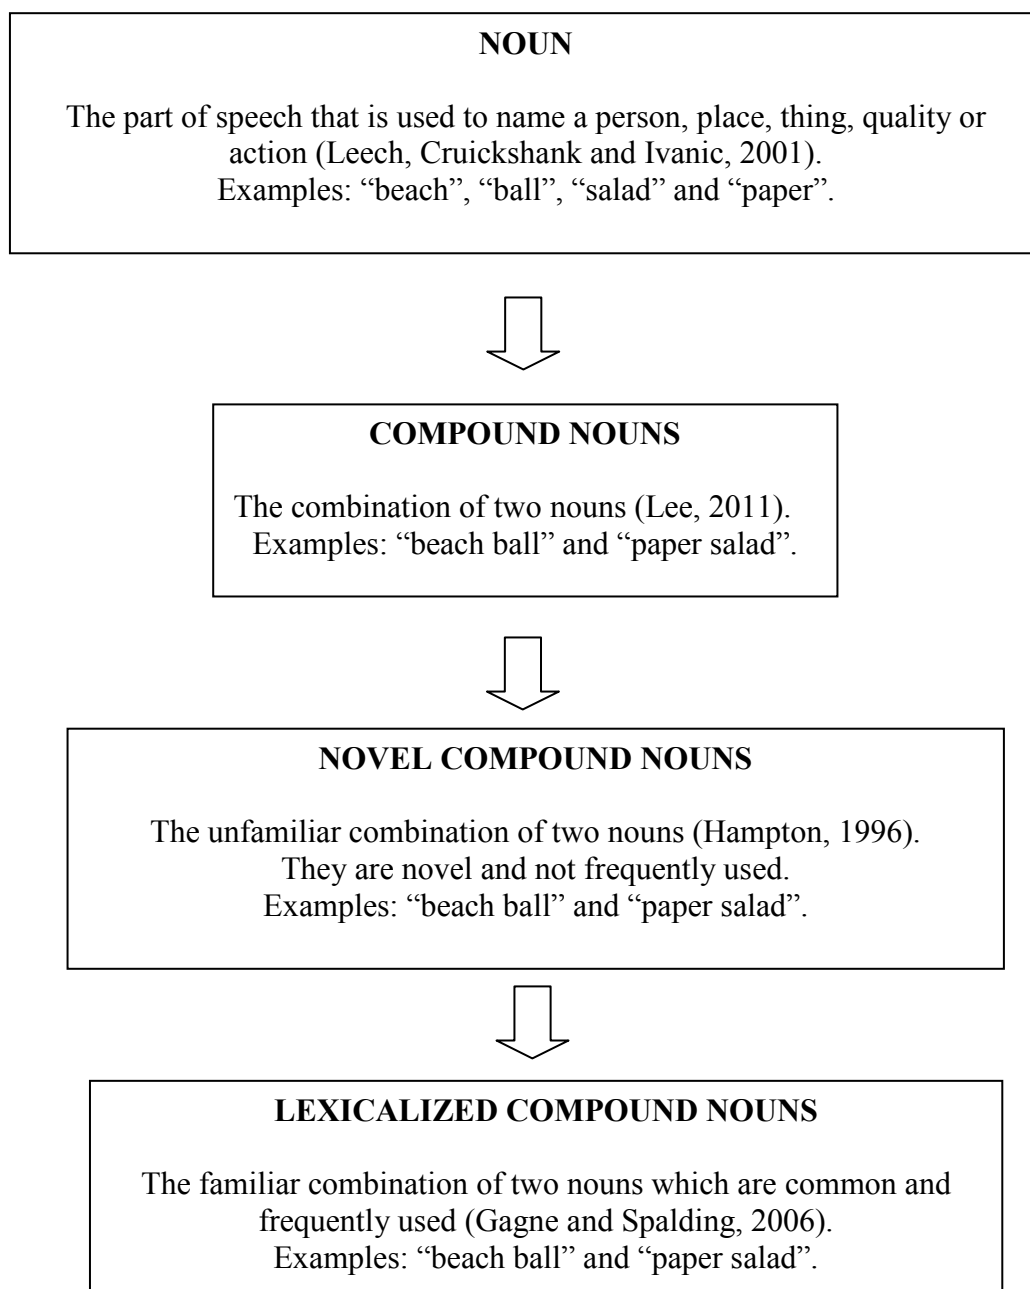 NOUN
The part of speech that is used to name a person, place, thing, quality or
action (Leech, Cruickshank and Ivanic, 2001).
Examples: “beach”, “ball”, “salad” and “paper”.
COMPOUND NOUNS
The combination of two nouns (Lee, 2011).
Examples: “beach ball” and “paper salad”.
NOVEL COMPOUND NOUNS
The unfamiliar combination of two nouns (Hampton, 1996).
They are novel and not frequently used.
Examples: “beach ball” and “paper salad”.
LEXICALIZED COMPOUND NOUNS
The familiar combination of two nouns which are common and
frequently used (Gagne and Spalding, 2006).
Examples: “beach ball” and “paper salad”.